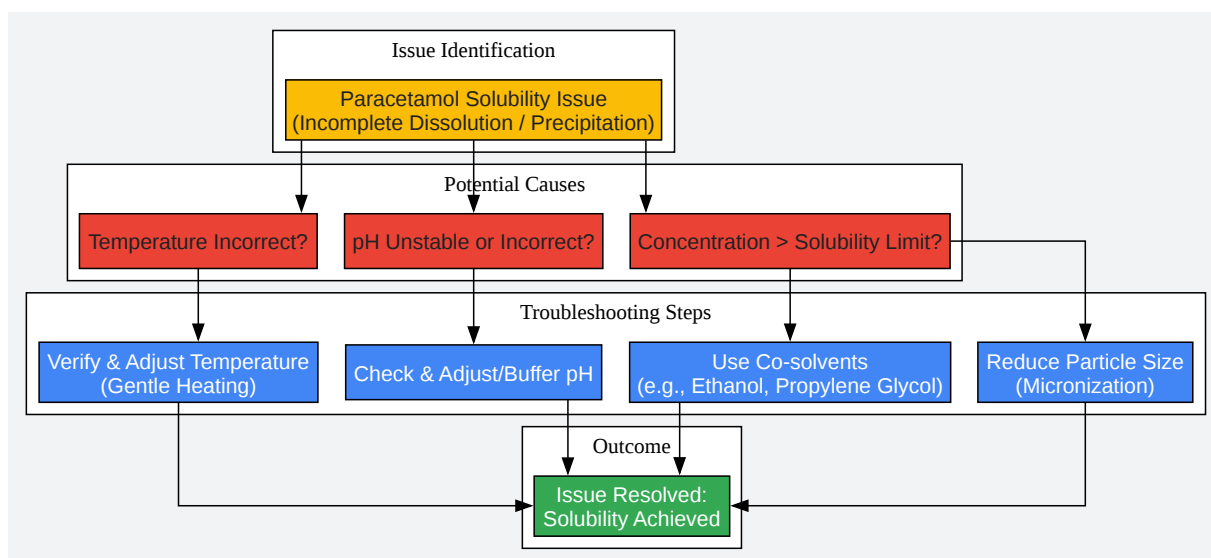 Issue Identification
Paracetamol Solubility Issue
(Incomplete Dissolution / Precipitation)
Potential Causes
Temperature Incorrect?
pH Unstable or Incorrect?
Concentration > Solubility Limit?
Troubleshooting Steps
Verify & Adjust Temperature
(Gentle Heating)
Check & Adjust/Buffer pH
Use Co-solvents
(e.g., Ethanol, Propylene Glycol)
Reduce Particle Size
(Micronization)
Outcome
Issue Resolved:
Solubility Achieved